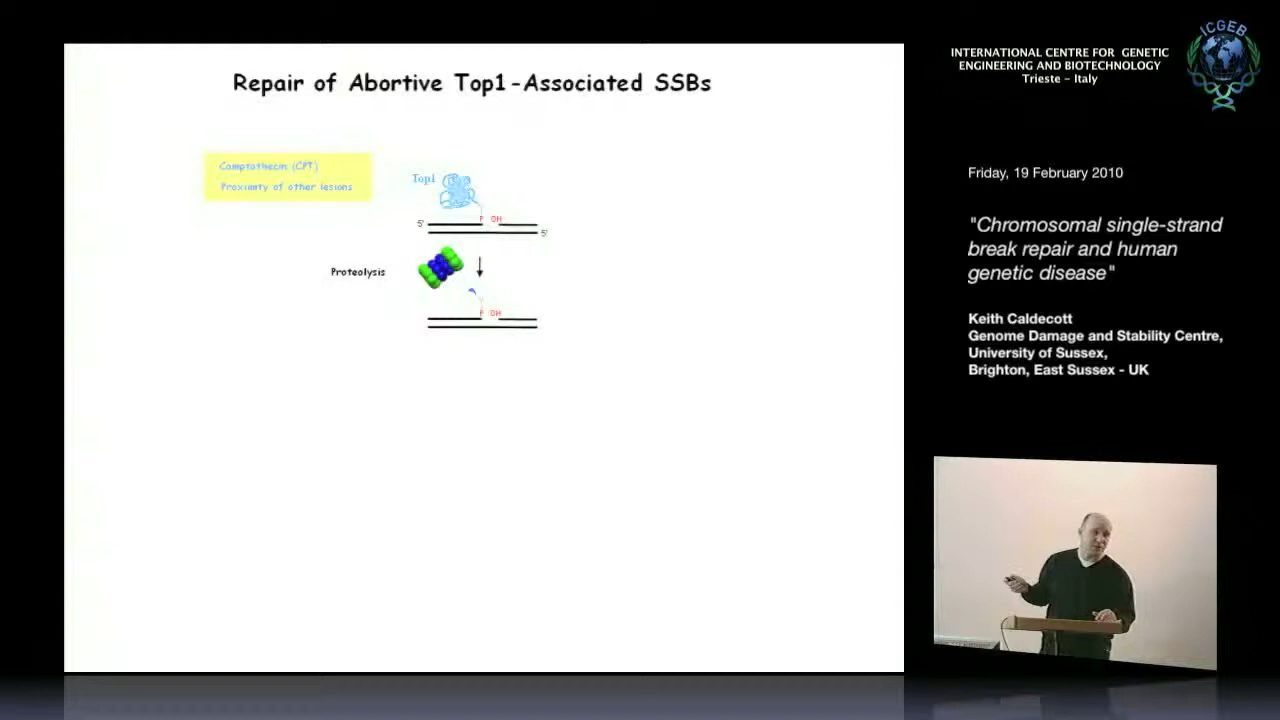 Repair of Abortive Top1-Associated SSBs
Camptothecin (CPT)
Proximity of other lesions
Top1
P OH
5'
5'
Proteolysis
P OH
INTERNATIONAL CENTRE FOR GENETIC
ENGINEERING AND BIOTECHNOLOGY
Trieste - Italy
ICGEB
Friday, 19 February 2010
"Chromosomal single-strand
break repair and human
genetic disease"
Keith Caldecott
Genome Damage and Stability Centre,
University of Sussex,
Brighton, East Sussex - UK